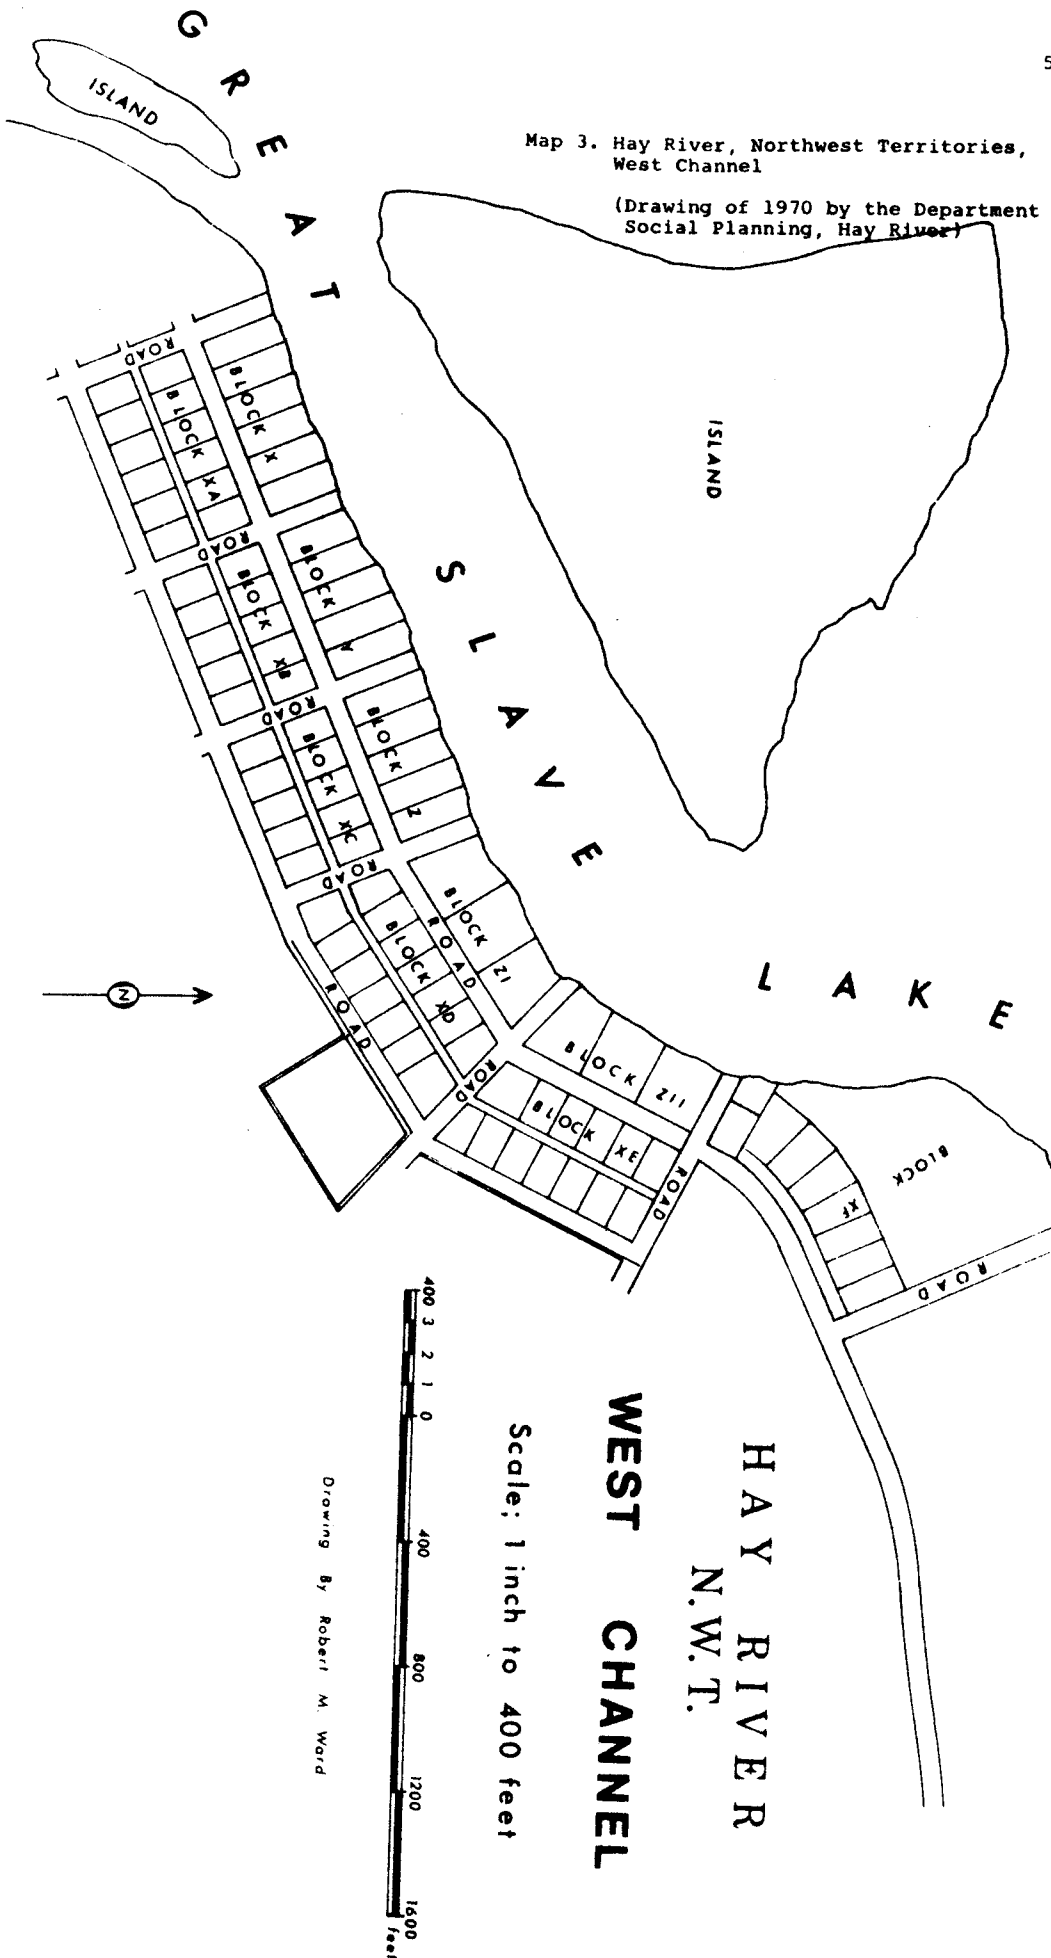 5
Map 3. Hay River, Northwest Territories,
West Channel
(Drawing of 1970 by the Department
Social Planning, Hay River)
GREAT SLAVE LAKE
ISLAND
ISLAND
ROAD
BLOCK X
BLOCK XA
ROAD
BLOCK
BLOCK XB
ROAD
BLOCK Z
BLOCK XC
ROAD
BLOCK ZI
ROAD
BLOCK XD
ROAD
ROAD
BLOCK ZII
BLOCK XE
ROAD
BLOCK XF
ROAD
N
HAY RIVER
N.W.T.
WEST CHANNEL
Scale; 1 inch to 400 feet
400 3 2 1 0 400 800 1200 1600
feet
Drawing By Robert M. Ward